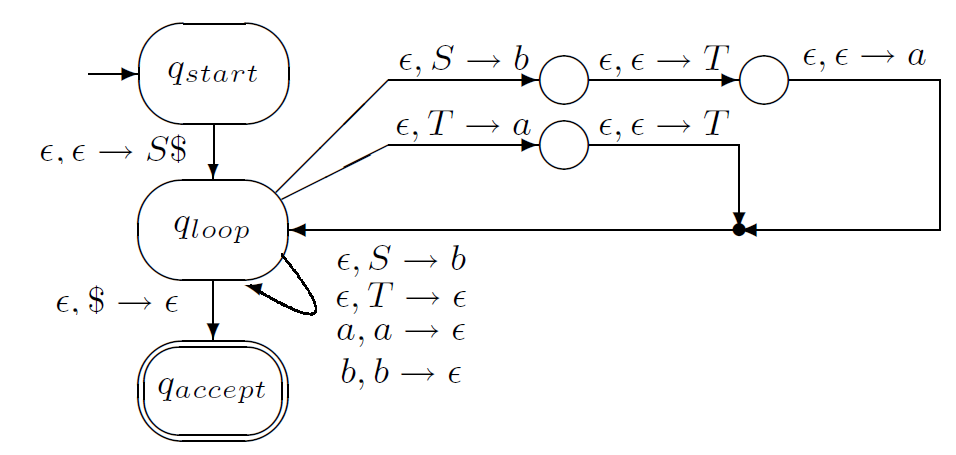 ϵ, S → b ϵ, ϵ → T ϵ, ϵ → a
q_start
ϵ, T → a ϵ, ϵ → T
ϵ, ϵ → S$
q_loop
ϵ, S → b
ϵ, $ → ϵ
ϵ, T → ϵ
a, a → ϵ
b, b → ϵ
q_accept